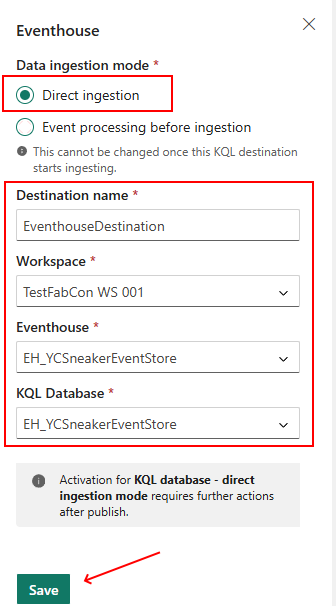 Eventhouse
Data ingestion mode *
Direct ingestion
Event processing before ingestion
This cannot be changed once this KQL destination
starts ingesting.
Destination name *
EventhouseDestination
Workspace *
TestFabCon WS 001
Eventhouse *
EH_YCSneakerEventStore
KQL Database *
EH_YCSneakerEventStore
Activation for KQL database - direct
ingestion mode requires further actions
after publish.
Save